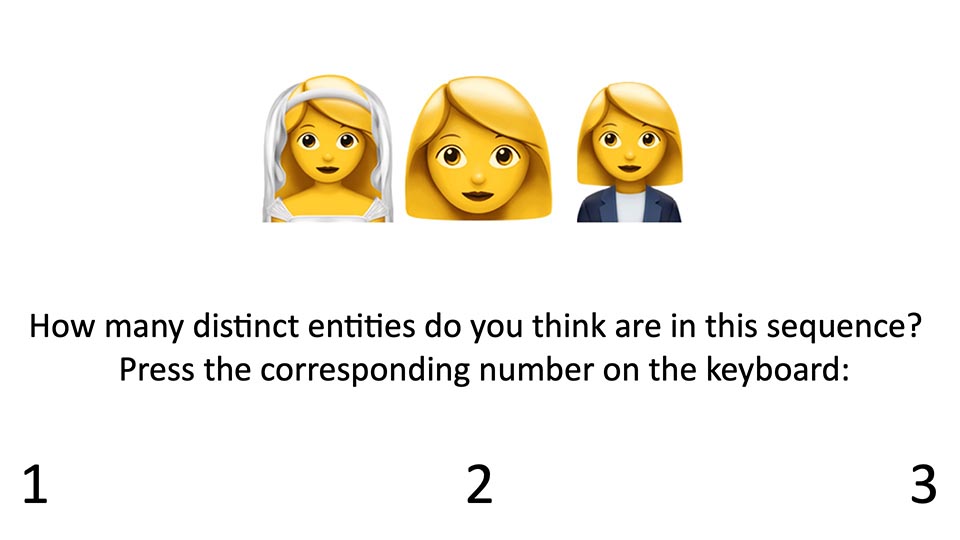 How many distinct entities do you think are in this sequence?
Press the corresponding number on the keyboard:
1 2 3